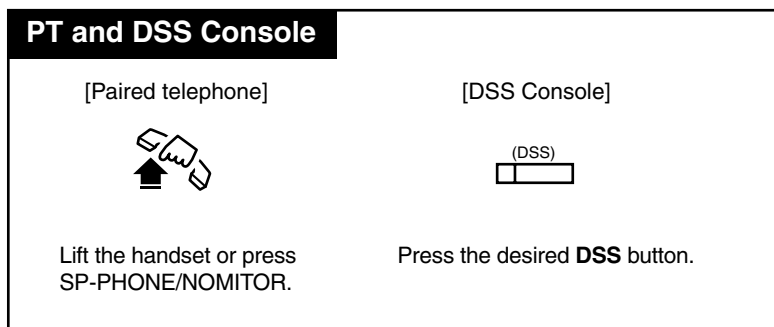 PT and DSS Console
[Paired telephone]
[DSS Console]
(DSS)
Lift the handset or press
SP-PHONE/NOMITOR.
Press the desired DSS button.